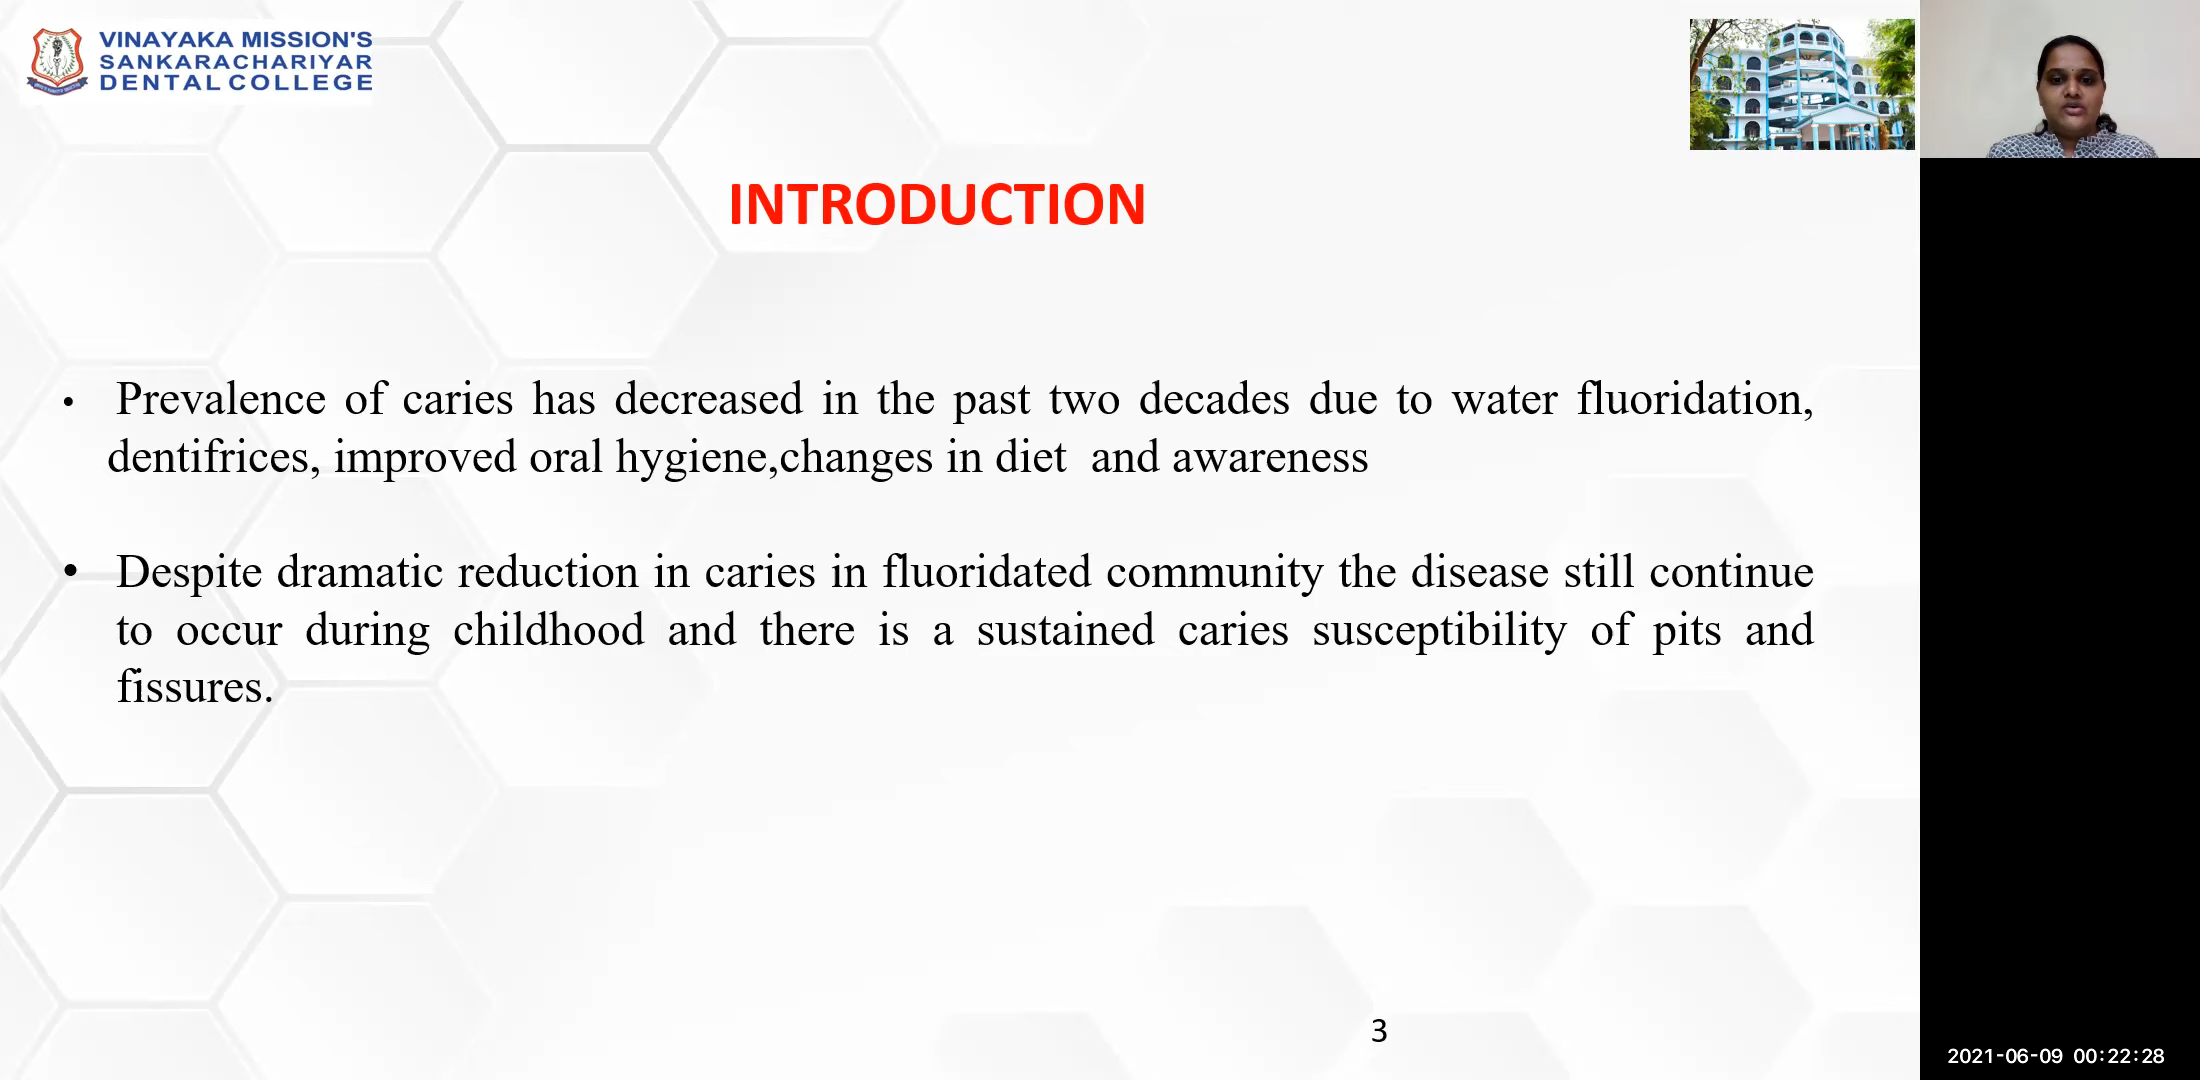 VINAYAKA MISSION'S
SANKARACHARIYAR
DENTAL COLLEGE
INTRODUCTION
• Prevalence of caries has decreased in the past two decades due to water fluoridation,
dentifrices, improved oral hygiene,changes in diet and awareness
• Despite dramatic reduction in caries in fluoridated community the disease still continue
to occur during childhood and there is a sustained caries susceptibility of pits and
fissures.
3
2021-06-09 00:22:28